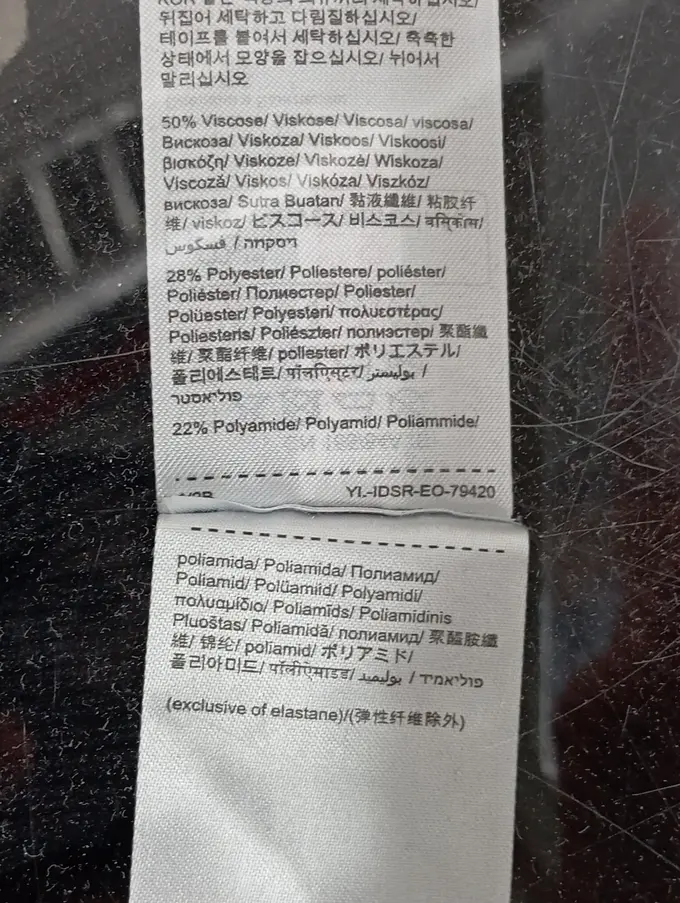 뒤집어 세탁하고 다림질하십시오/
테이프를 붙여서 세탁하십시오/ 축축한
상태에서 모양을 잡으십시오/ 뉘어서
말리십시오
50% Viscose/ Viskose/ Viscosa/ viscosa/
Вискоза/ Viskoza/ Viskoos/ Viskoosi/
βισκόζη/ Viskoze/ Viskozė/ Wiskoza/
Viscoză/ Viskos/ Viskóza/ Viszkóz/
вискоза/ Sutra Buatan/ 黏液纖維/ 粘胶纤
维/ viskoz/ ビスコース/ 비스코스/ वस्किोस/
فسكوس / ויסקוזה
28% Polyester/ Poliestere/ poliéster/
Poliéster/ Полиестер/ Poliester/
Polüester/ Polyesteri/ πολυεστέρας/
Poliesteris/ Poliészter/ полиэстер/ 聚酯纖
維/ 聚酯纤维/ poliester/ ポリエステル/
폴리에스테르/ पॉलएिस्टर/ بوليستر /
פוליאסטר
22% Polyamide/ Polyamid/ Poliammide/
YL-IDSR-EO-79420
poliamida/ Poliamida/ Полиамид/
Poliamid/ Polüamiid/ Polyamidi/
πολυαμίδιο/ Poliamīds/ Poliamidinis
Pluoštas/ Poliamidă/ полиамид/ 聚醯胺纖
維/ 锦纶/ poliamid/ ポリアミド/
폴리아미드/ पॉलीऐमाइड/ بوليميد / פוליאמיד
(exclusive of elastane)/(弹性纤维除外)